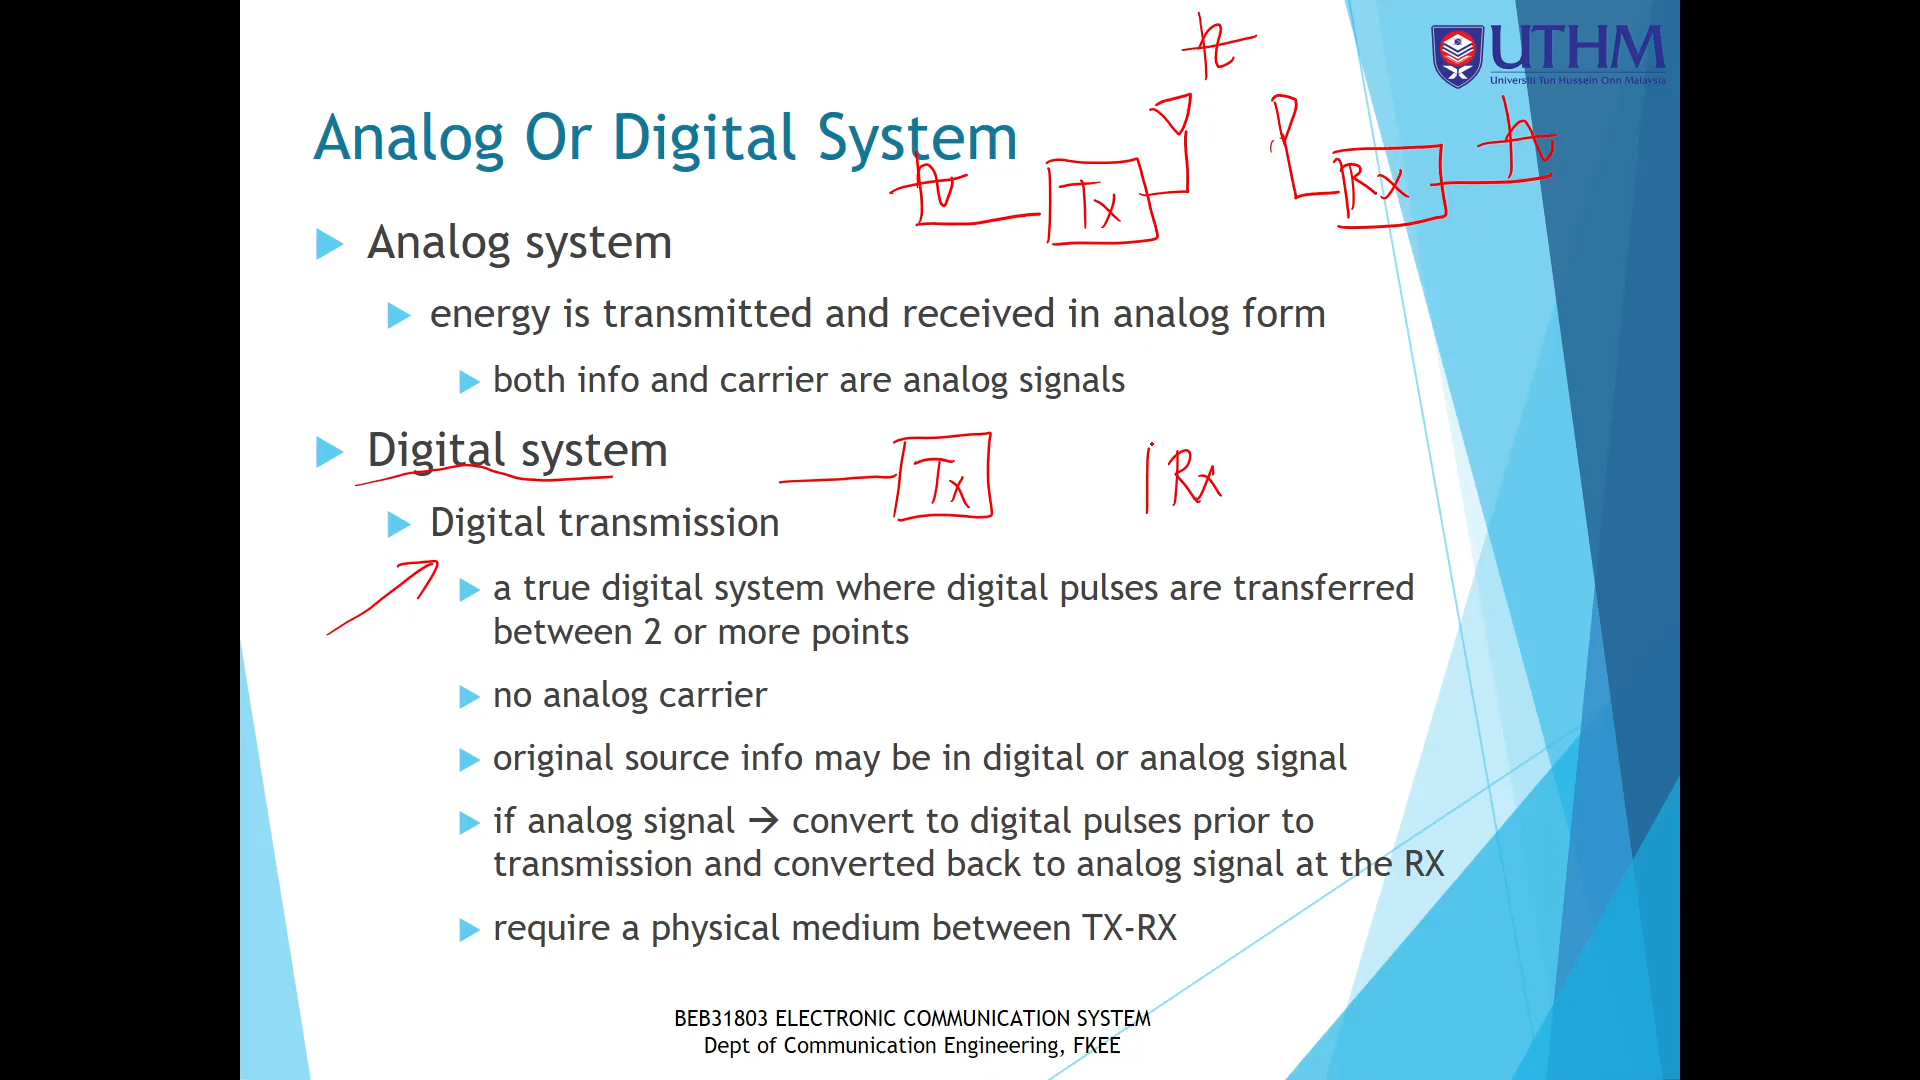 UTHM
Universiti Tun Hussein Onn Malaysia
Analog Or Digital System
Tx
Rx
Analog system
energy is transmitted and received in analog form
both info and carrier are analog signals
Digital system
Tx
Rx
Digital transmission
a true digital system where digital pulses are transferred
between 2 or more points
no analog carrier
original source info may be in digital or analog signal
if analog signal → convert to digital pulses prior to
transmission and converted back to analog signal at the RX
require a physical medium between TX-RX
BEB31803 ELECTRONIC COMMUNICATION SYSTEM
Dept of Communication Engineering, FKEE